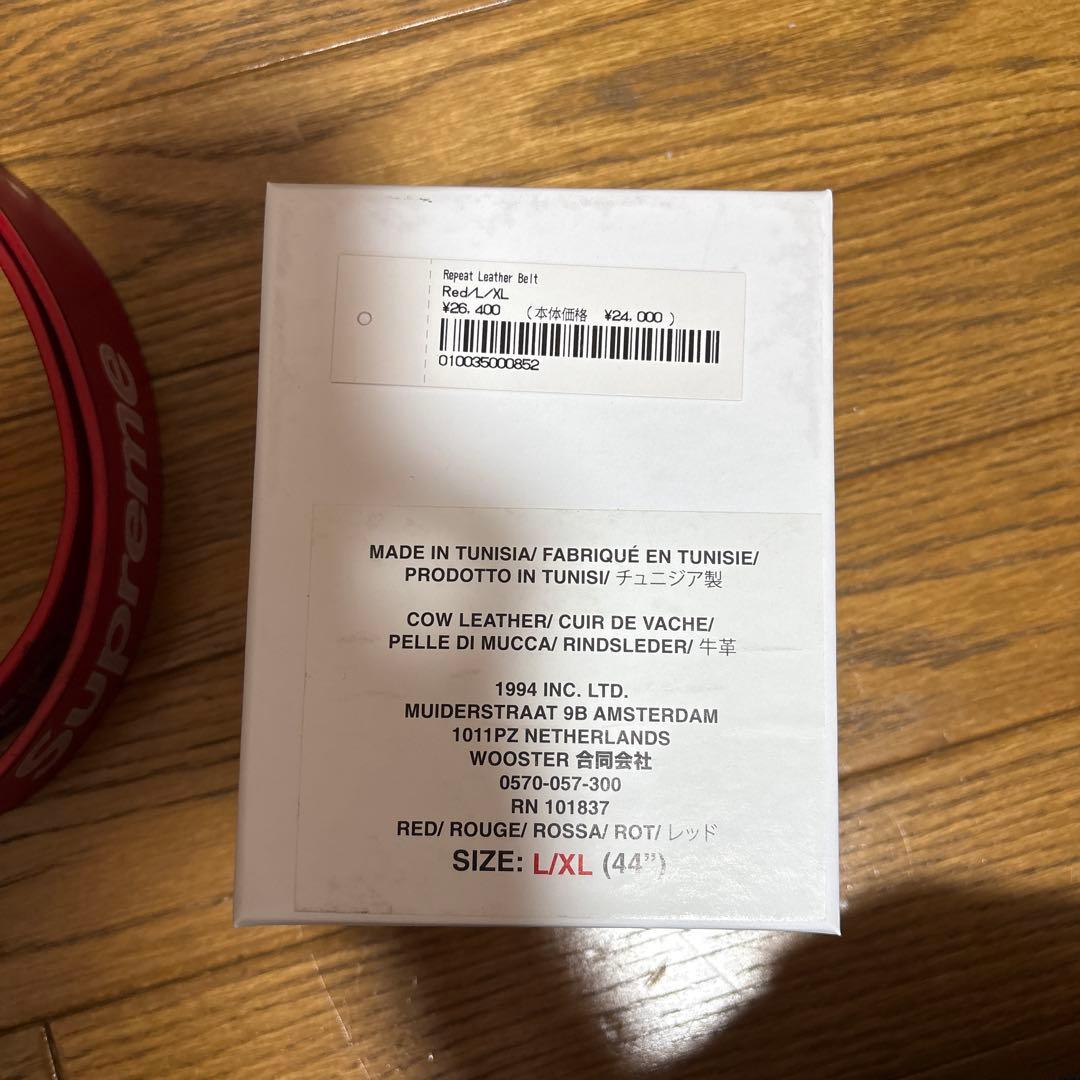 Supreme
Repeat Leather Belt
Red/L/XL
¥26,400 (本体価格 ¥24,000 )
010035000852
MADE IN TUNISIA/ FABRIQUÉ EN TUNISIE/
PRODOTTO IN TUNISI/ チュニジア製
COW LEATHER/ CUIR DE VACHE/
PELLE DI MUCCA/ RINDSLEDER/ 牛革
1994 INC. LTD.
MUIDERSTRAAT 9B AMSTERDAM
1011PZ NETHERLANDS
WOOSTER 合同会社
0570-057-300
RN 101837
RED/ ROUGE/ ROSSA/ ROT/ レッド
SIZE: L/XL (44”)